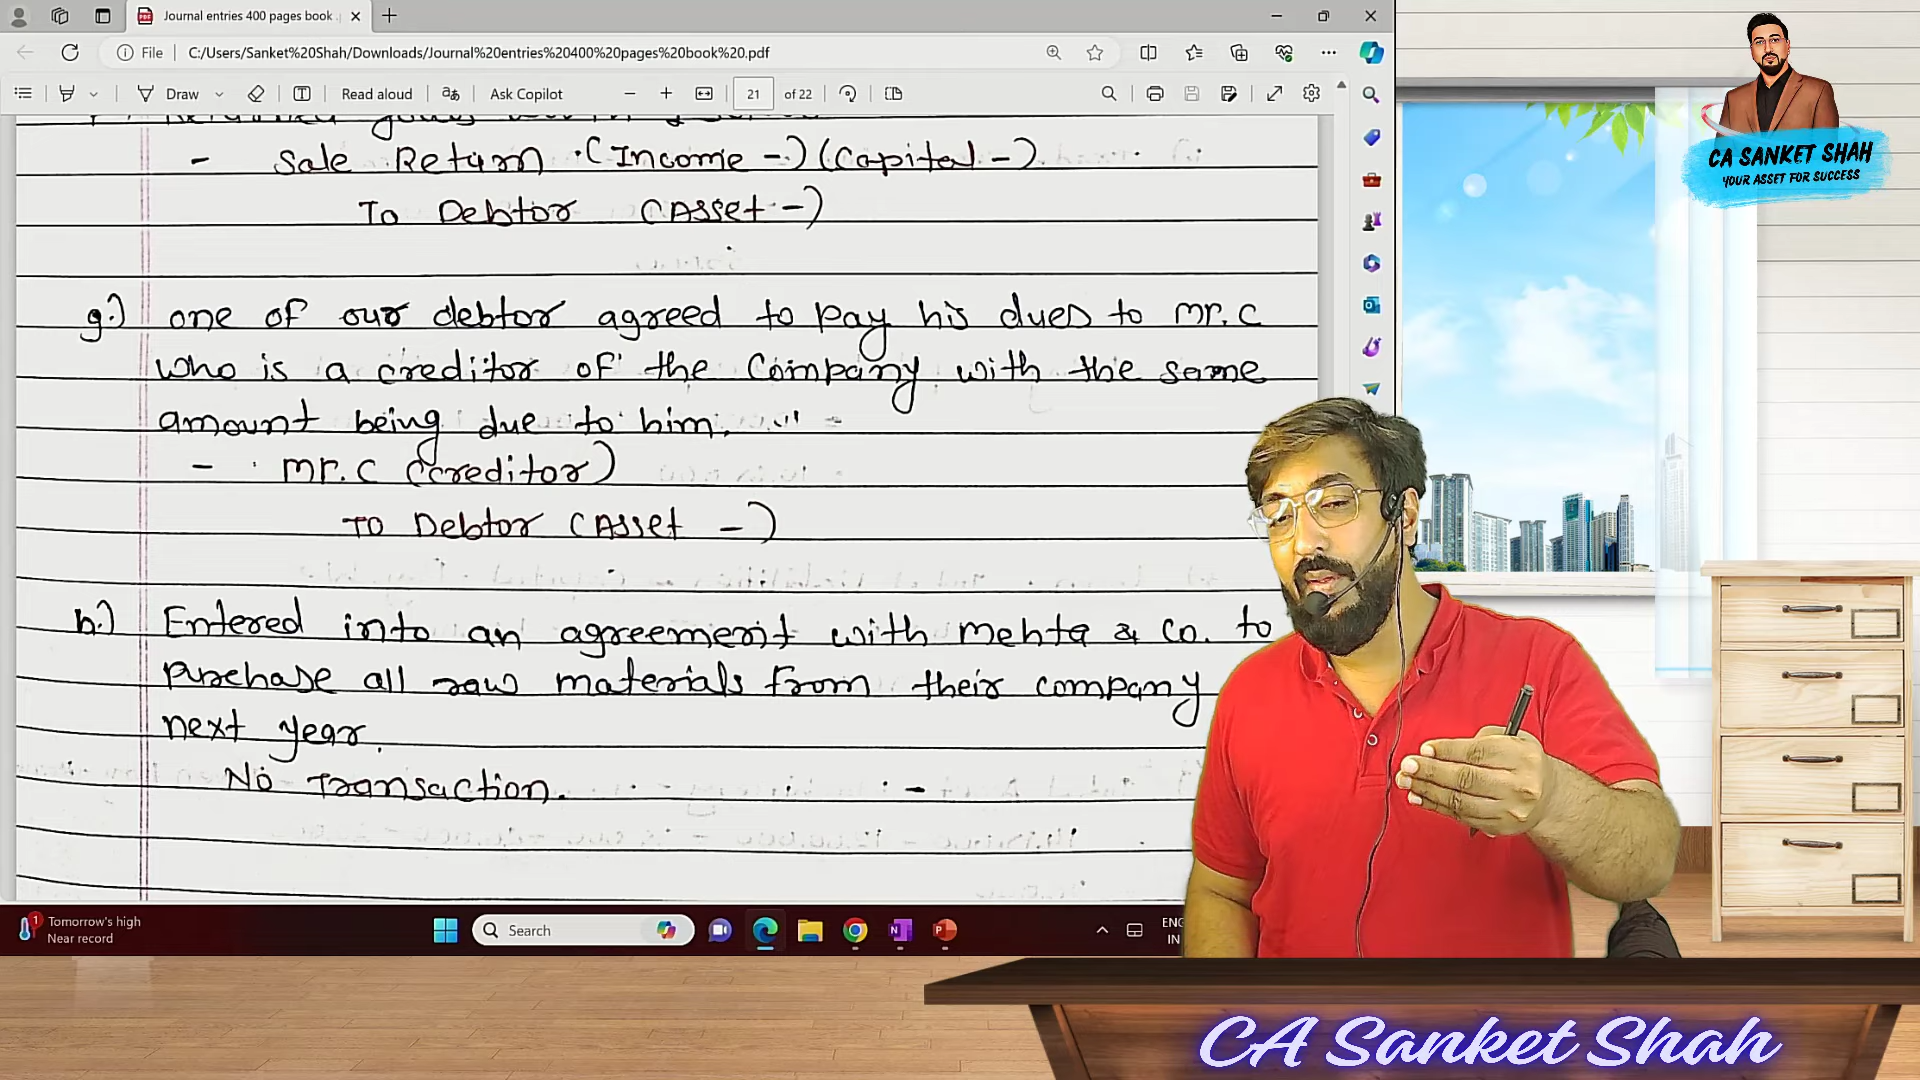 Journal entries 400 pages book .
File
C:/Users/Sanket%20Shah/Downloads/Journal%20entries%20400%20pages%20book%20.pdf
Draw
Read aloud
Ask Copilot
21
of 22
- Sale Return (Income -) (Capital -)
To Debtor (Asset -)
g.) one of our debtor agreed to pay his dues to mr. C
who is a creditor of the Company with the same
amount being due to him.
- mr. C (creditor)
To Debtor (Asset -)
h.) Entered into an agreement with mehta & Co. to
purchase all raw materials from their company
next year.
No Transaction.
CA SANKET SHAH
YOUR ASSET FOR SUCCESS
1
Tomorrow's high
Near record
Search
ENG
IN
CA Sanket Shah